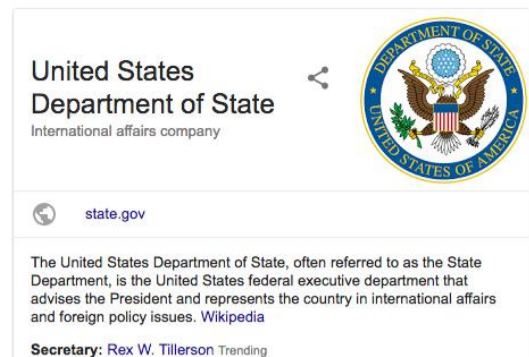 United States
Department of State
International affairs company
DEPARTMENT OF STATE
UNITED STATES OF AMERICA
state.gov
The United States Department of State, often referred to as the State
Department, is the United States federal executive department that
advises the President and represents the country in international affairs
and foreign policy issues. Wikipedia
Secretary: Rex W. Tillerson Trending